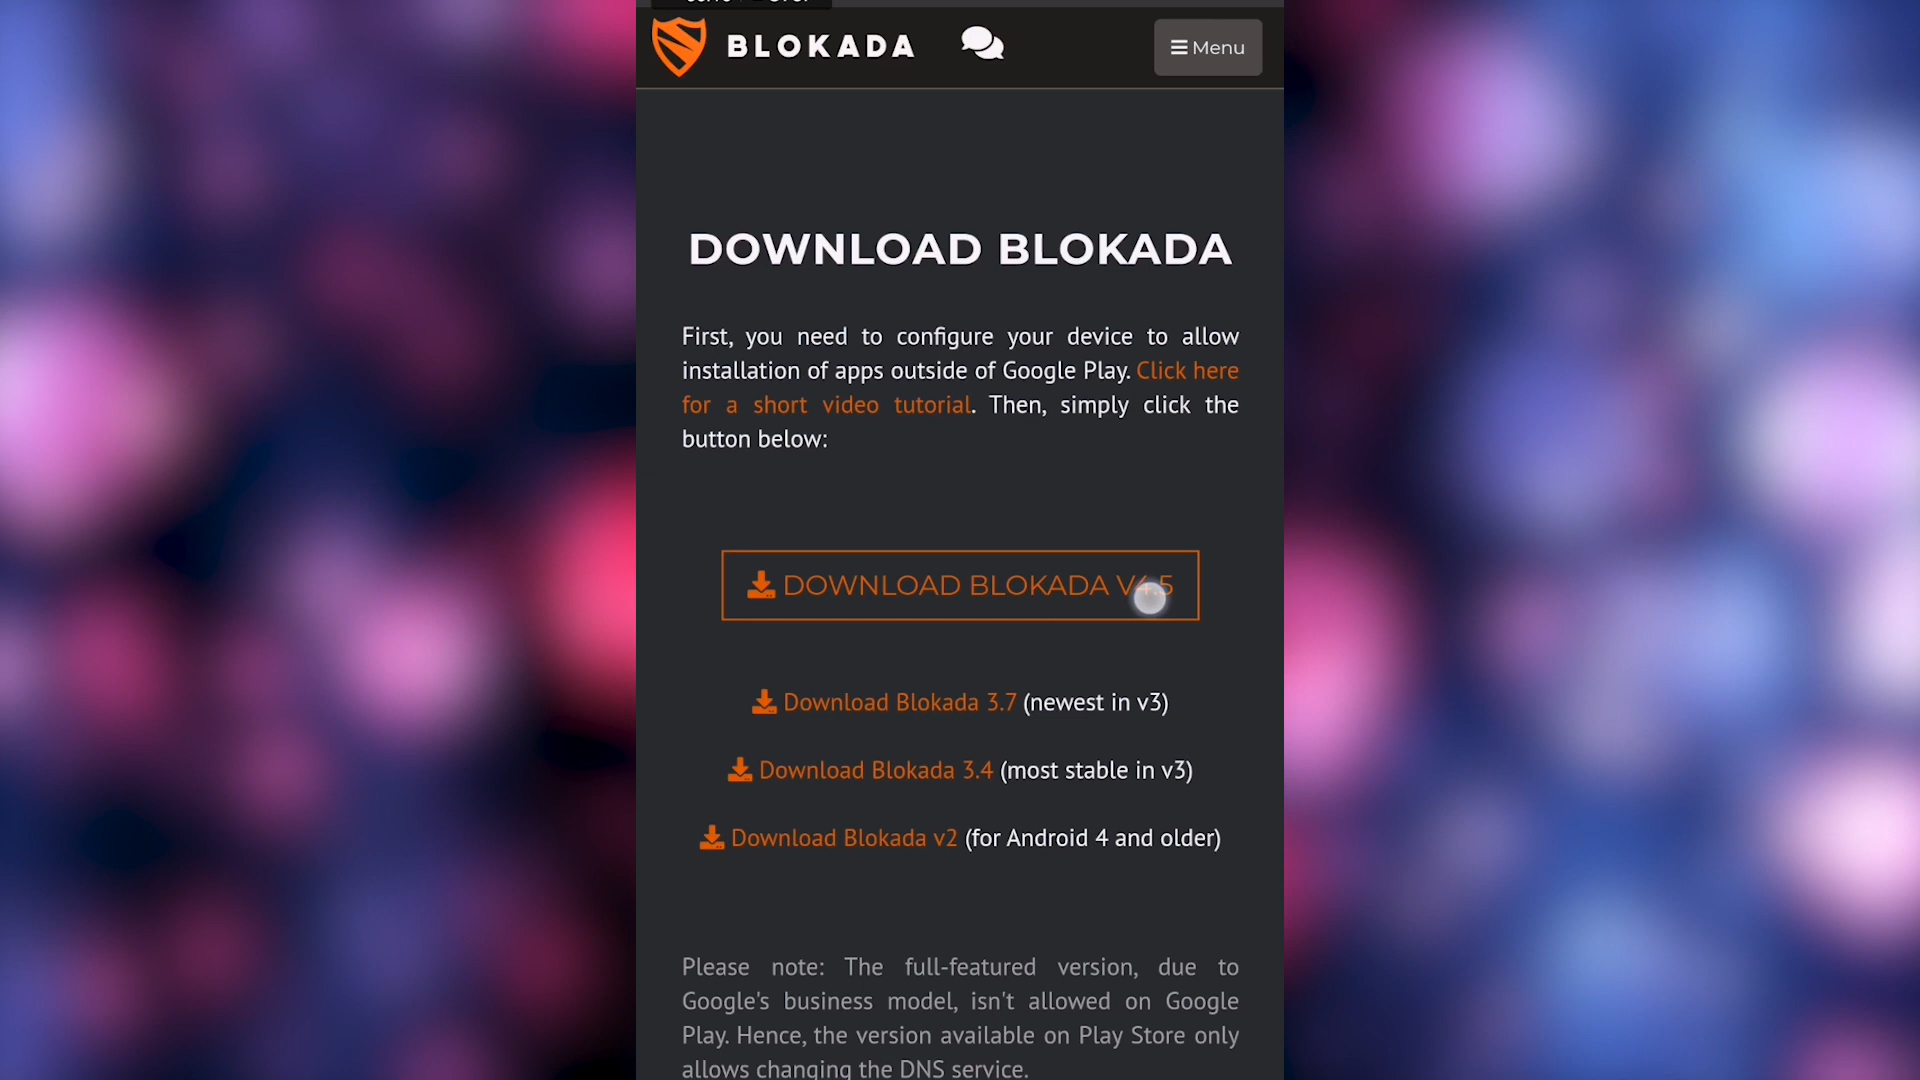 BLOKADA
Menu
DOWNLOAD BLOKADA
First, you need to configure your device to allow
installation of apps outside of Google Play. Click here
for a short video tutorial. Then, simply click the
button below:
DOWNLOAD BLOKADA V4.5
Download Blokada 3.7 (newest in v3)
Download Blokada 3.4 (most stable in v3)
Download Blokada v2 (for Android 4 and older)
Please note: The full-featured version, due to
Google's business model, isn't allowed on Google
Play. Hence, the version available on Play Store only
allows changing the DNS service.